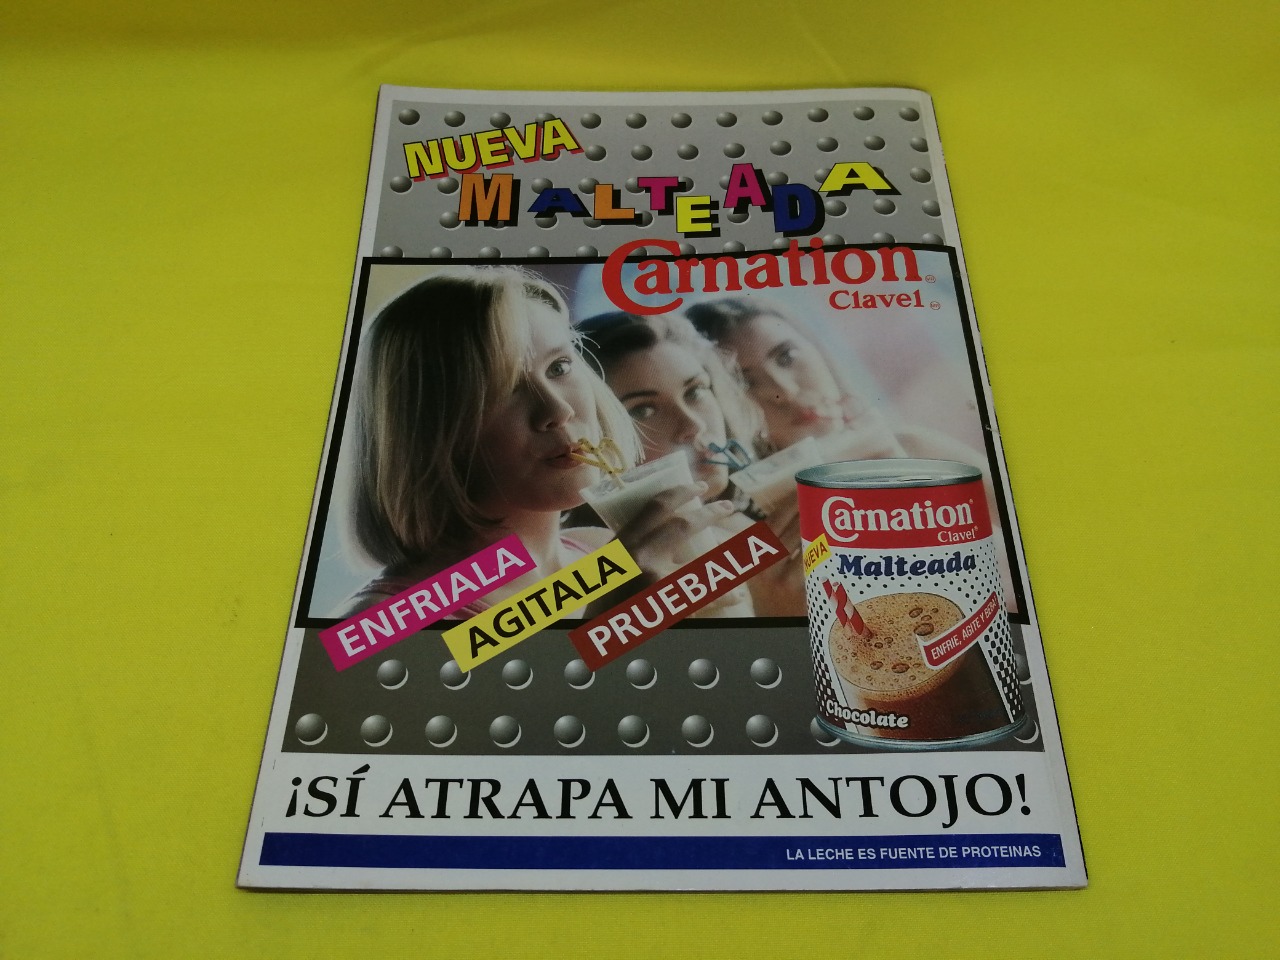 NUEVA
MALTEADA
Carnation
Clavel
ENFRIALA
AGITALA
PRUEBALA
Carnation
Clavel
NUEVA
Malteada
ENFRIE, AGITE Y BEBA
Chocolate
¡SÍ ATRAPA MI ANTOJO!
LA LECHE ES FUENTE DE PROTEINAS